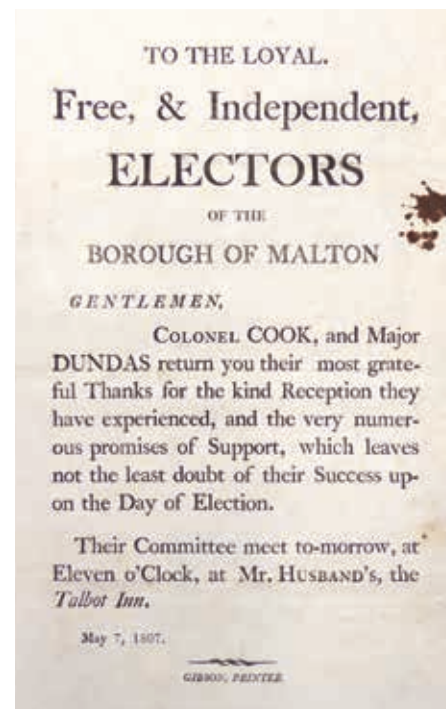 TO THE LOYAL.
Free, & Independent,
ELECTORS
OF THE
BOROUGH OF MALTON
GENTLEMEN,
COLONEL COOK, and Major
DUNDAS return you their most grate-
ful Thanks for the kind Reception they
have experienced, and the very numer-
ous promises of Support, which leaves
not the least doubt of their Success up-
on the Day of Election.
Their Committee meet to-morrow, at
Eleven o'Clock, at Mr. HUSBAND's, the
Talbot Inn.
May 7, 1807.
GIBSON, PRINTER